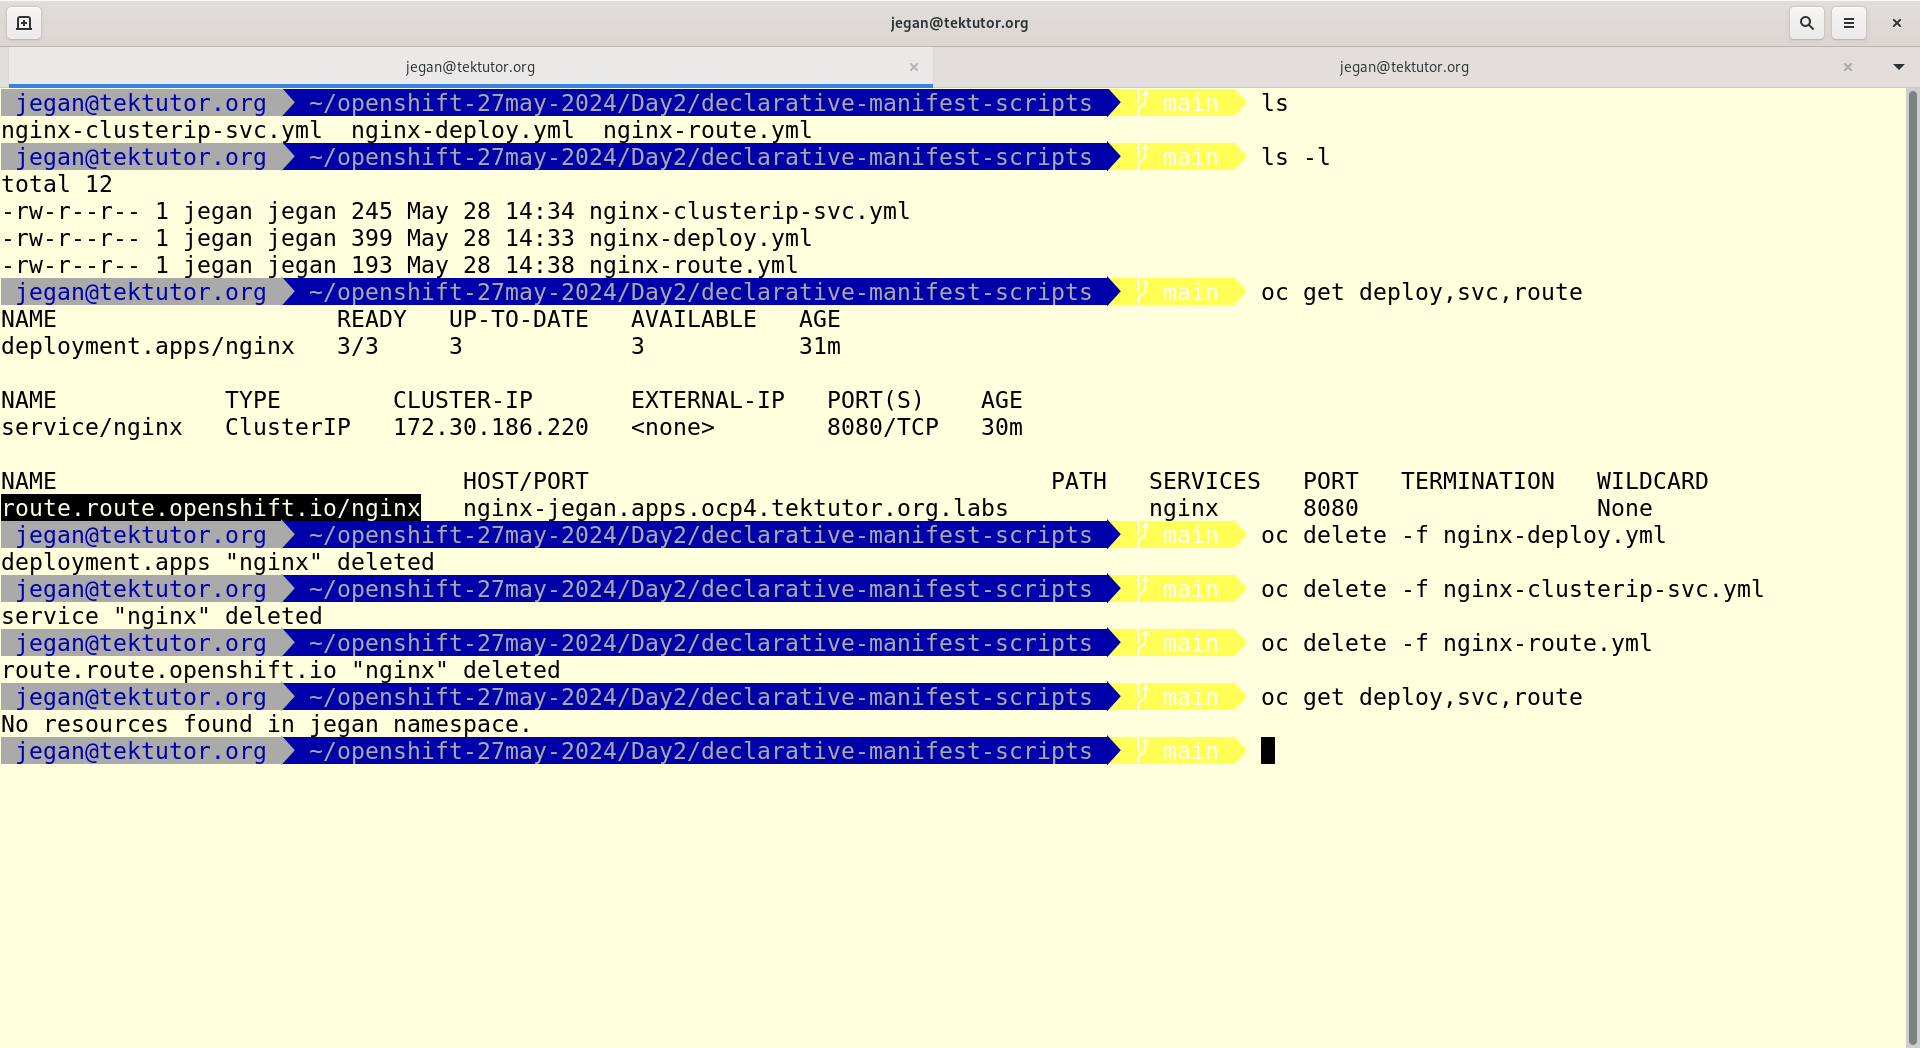 jegan@tektutor.org
jegan@tektutor.org jegan@tektutor.org
jegan@tektutor.org ~/openshift-27may-2024/Day2/declarative-manifest-scripts main ls
nginx-clusterip-svc.yml nginx-deploy.yml nginx-route.yml
jegan@tektutor.org ~/openshift-27may-2024/Day2/declarative-manifest-scripts main ls -l
total 12
-rw-r--r-- 1 jegan jegan 245 May 28 14:34 nginx-clusterip-svc.yml
-rw-r--r-- 1 jegan jegan 399 May 28 14:33 nginx-deploy.yml
-rw-r--r-- 1 jegan jegan 193 May 28 14:38 nginx-route.yml
jegan@tektutor.org ~/openshift-27may-2024/Day2/declarative-manifest-scripts main oc get deploy,svc,route
NAME READY UP-TO-DATE AVAILABLE AGE
deployment.apps/nginx 3/3 3 3 31m
NAME TYPE CLUSTER-IP EXTERNAL-IP PORT(S) AGE
service/nginx ClusterIP 172.30.186.220 <none> 8080/TCP 30m
NAME HOST/PORT PATH SERVICES PORT TERMINATION WILDCARD
route.route.openshift.io/nginx nginx-jegan.apps.ocp4.tektutor.org.labs nginx 8080 None
jegan@tektutor.org ~/openshift-27may-2024/Day2/declarative-manifest-scripts main oc delete -f nginx-deploy.yml
deployment.apps "nginx" deleted
jegan@tektutor.org ~/openshift-27may-2024/Day2/declarative-manifest-scripts main oc delete -f nginx-clusterip-svc.yml
service "nginx" deleted
jegan@tektutor.org ~/openshift-27may-2024/Day2/declarative-manifest-scripts main oc delete -f nginx-route.yml
route.route.openshift.io "nginx" deleted
jegan@tektutor.org ~/openshift-27may-2024/Day2/declarative-manifest-scripts main oc get deploy,svc,route
No resources found in jegan namespace.
jegan@tektutor.org ~/openshift-27may-2024/Day2/declarative-manifest-scripts main